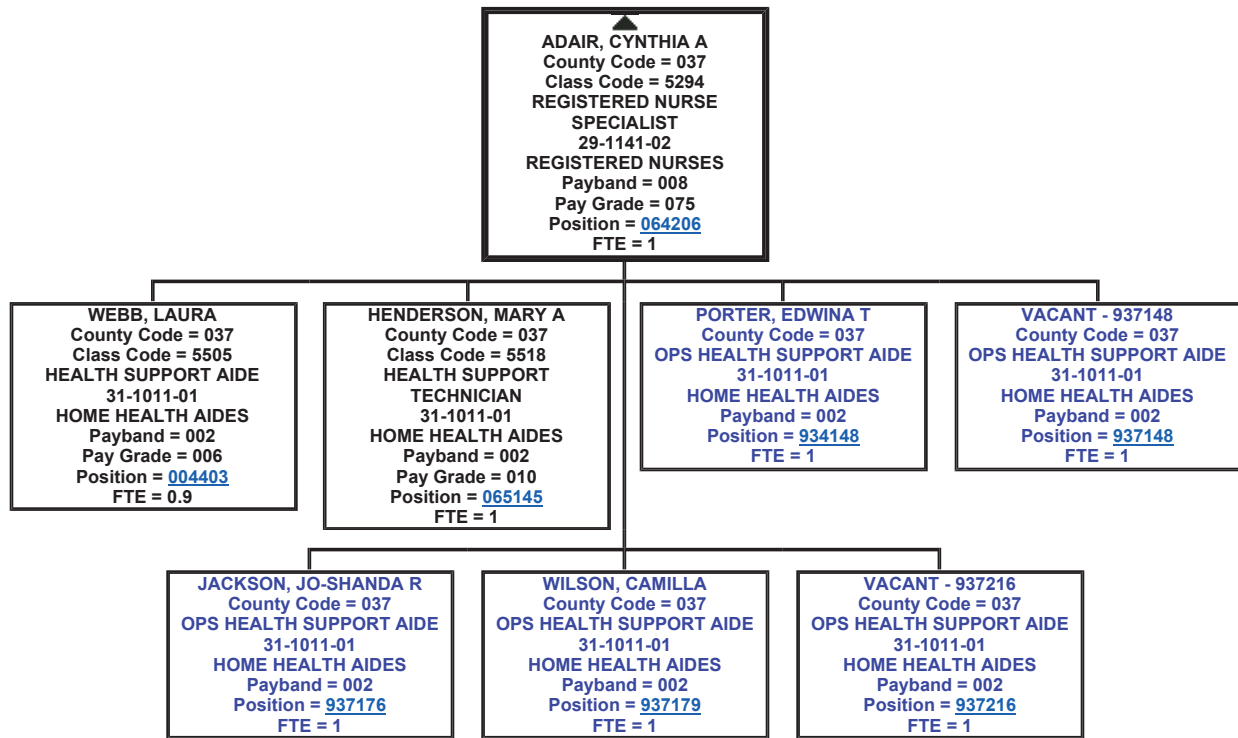 ADAIR, CYNTHIA A
County Code = 037
Class Code = 5294
REGISTERED NURSE
SPECIALIST
29-1141-02
REGISTERED NURSES
Payband = 008
Pay Grade = 075
Position = 064206
FTE = 1
WEBB, LAURA
County Code = 037
Class Code = 5505
HEALTH SUPPORT AIDE
31-1011-01
HOME HEALTH AIDES
Payband = 002
Pay Grade = 006
Position = 004403
FTE = 0.9
HENDERSON, MARY A
County Code = 037
Class Code = 5518
HEALTH SUPPORT
TECHNICIAN
31-1011-01
HOME HEALTH AIDES
Payband = 002
Pay Grade = 010
Position = 065145
FTE = 1
PORTER, EDWINA T
County Code = 037
OPS HEALTH SUPPORT AIDE
31-1011-01
HOME HEALTH AIDES
Payband = 002
Position = 934148
FTE = 1
VACANT - 937148
County Code = 037
OPS HEALTH SUPPORT AIDE
31-1011-01
HOME HEALTH AIDES
Payband = 002
Position = 937148
FTE = 1
JACKSON, JO-SHANDA R
County Code = 037
OPS HEALTH SUPPORT AIDE
31-1011-01
HOME HEALTH AIDES
Payband = 002
Position = 937176
FTE = 1
WILSON, CAMILLA
County Code = 037
OPS HEALTH SUPPORT AIDE
31-1011-01
HOME HEALTH AIDES
Payband = 002
Position = 937179
FTE = 1
VACANT - 937216
County Code = 037
OPS HEALTH SUPPORT AIDE
31-1011-01
HOME HEALTH AIDES
Payband = 002
Position = 937216
FTE = 1